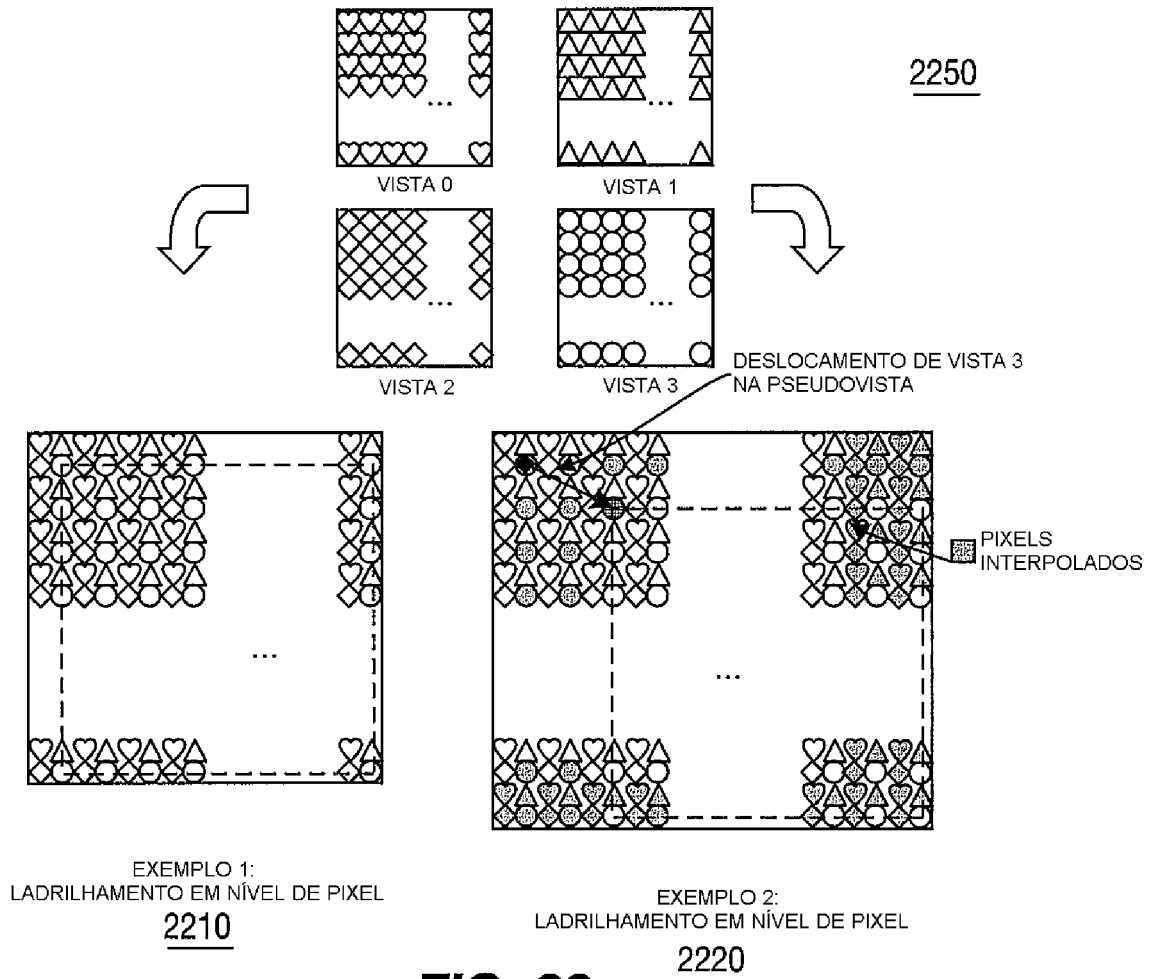 2250
VISTA 0
VISTA 1
...
...
VISTA 2
VISTA 3
...
...
DESLOCAMENTO DE VISTA 3
NA PSEUDOVISTA
PIXELS
INTERPOLADOS
...
...
EXEMPLO 1:
LADRILHAMENTO EM NÍVEL DE PIXEL
2210
EXEMPLO 2:
LADRILHAMENTO EM NÍVEL DE PIXEL
2220